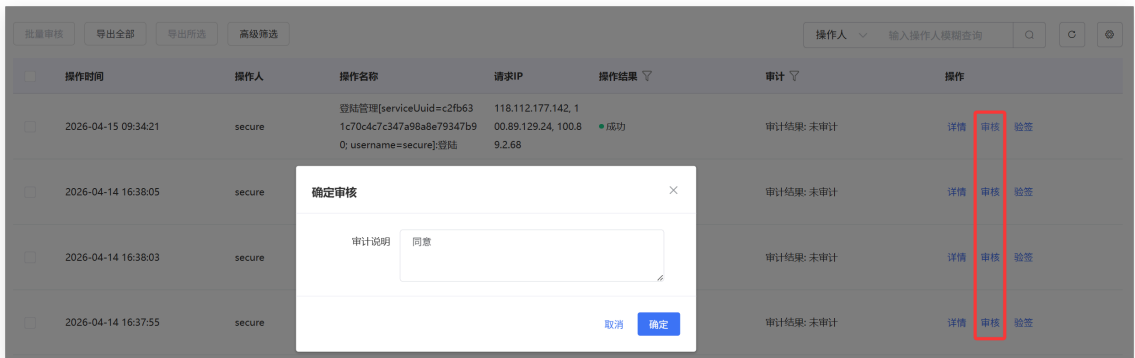 批量审核 导出全部 导出所选 高级筛选 操作人 输入操作人模糊查询
操作时间 操作人 操作名称 请求IP 操作结果 审计 操作
登陆管理[serviceUuid=c2fb63 118.112.177.142, 1
2026-04-15 09:34:21 secure 1c70c4c7c347a98a8e79347b9 00.89.129.24, 100.8 成功 审计结果: 未审计 详情 审核 验签
0; username=secure]:登陆 9.2.68
2026-04-14 16:38:05 secure 审计结果: 未审计 详情 审核 验签
确定审核
审计说明 同意
2026-04-14 16:38:03 secure 审计结果: 未审计 详情 审核 验签
2026-04-14 16:37:55 secure 审计结果: 未审计 详情 审核 验签
取消 确定